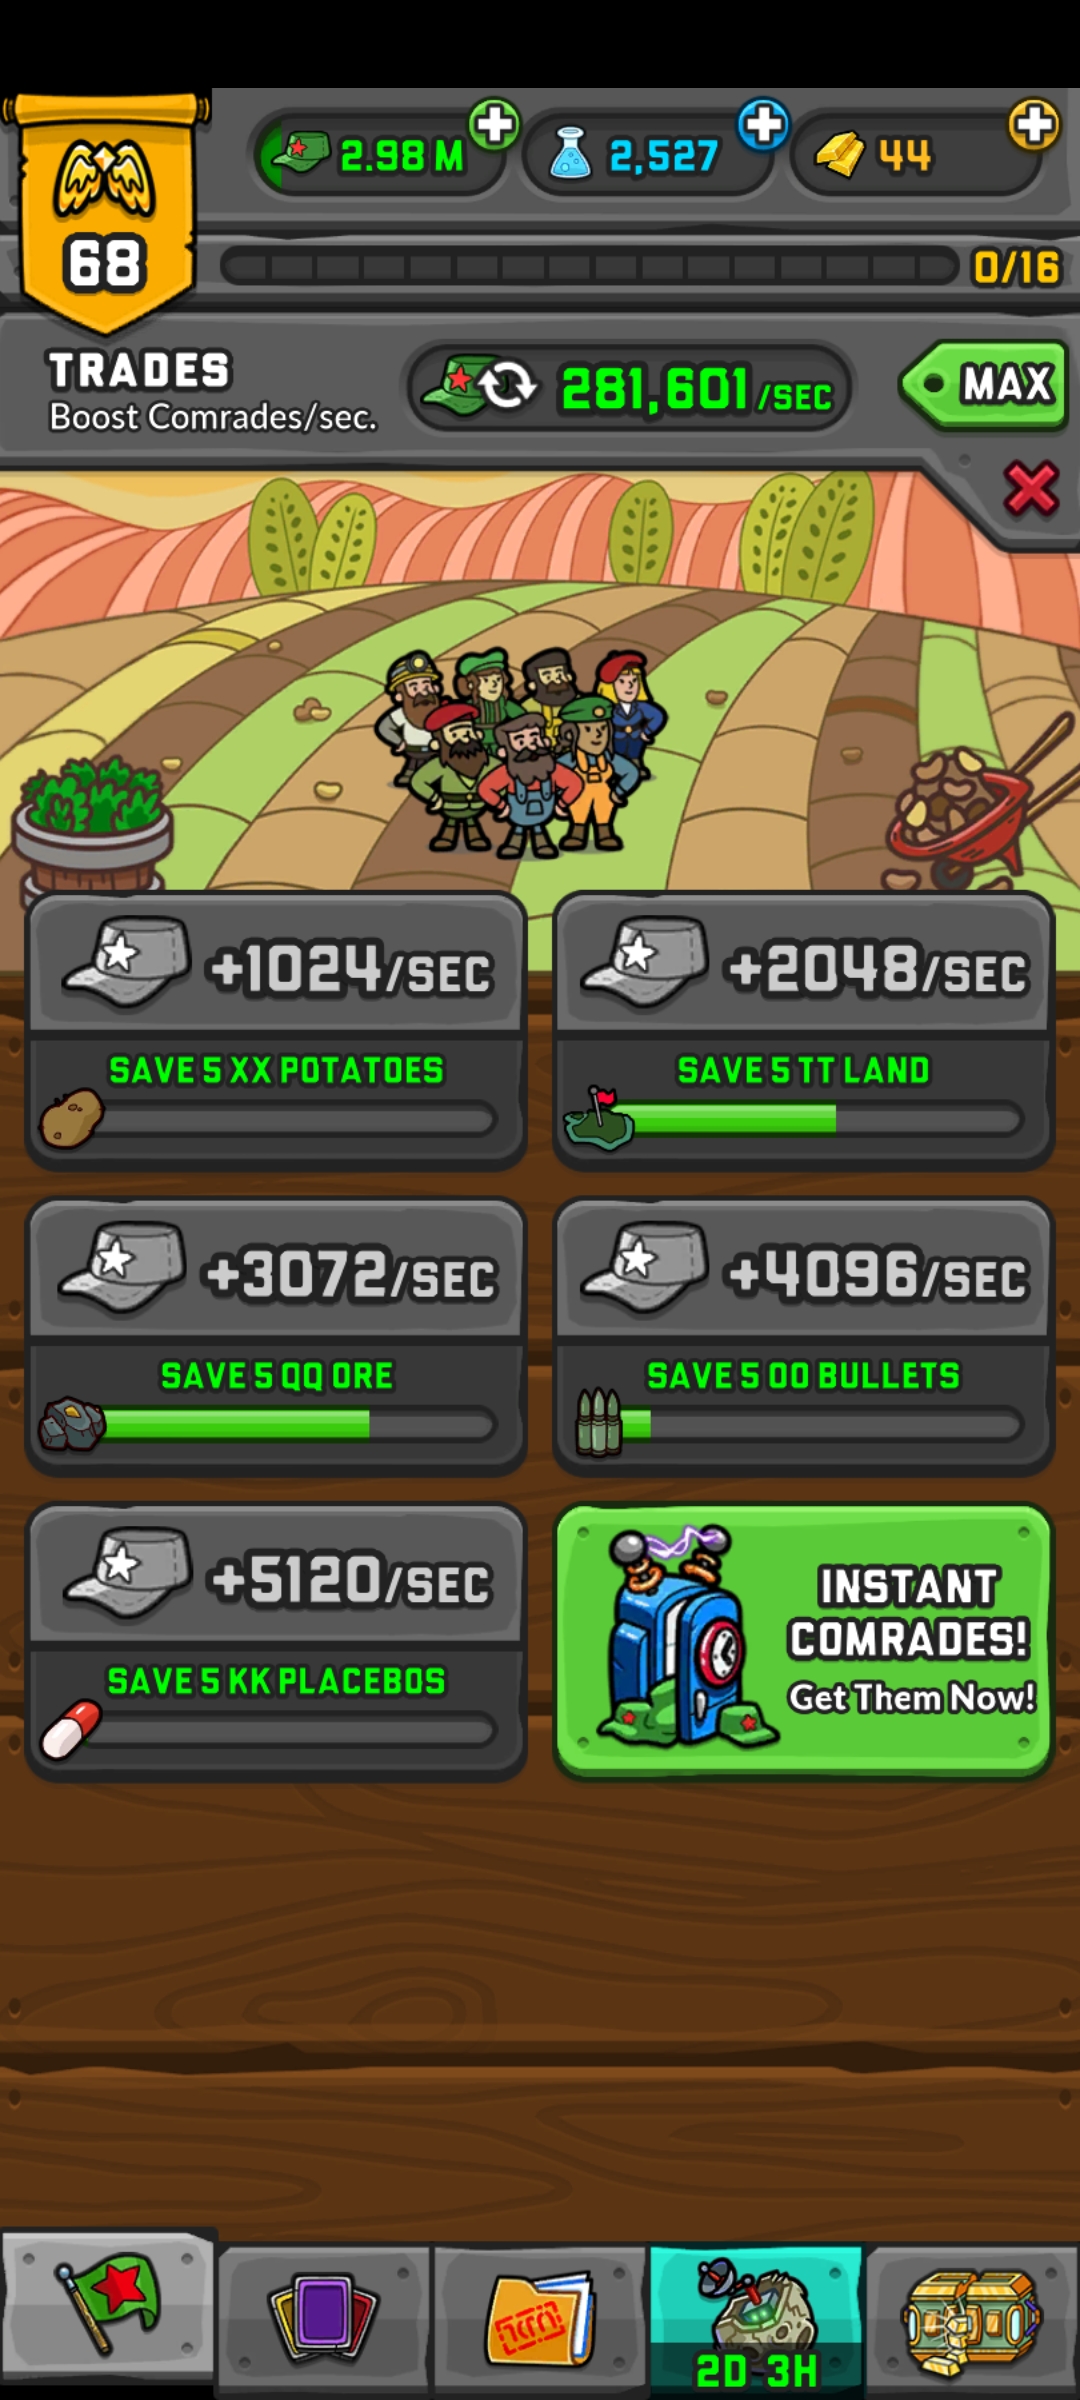 2.98 M
2,527
44
68
0/16
TRADES
Boost Comrades/sec.
281,601/SEC
MAX
+1024/SEC
+2048/SEC
SAVE 5 XX POTATOES
SAVE 5 TT LAND
+3072/SEC
+4096/SEC
SAVE 5 QQ ORE
SAVE 5 OO BULLETS
+5120/SEC
INSTANT
COMRADES!
Get Them Now!
SAVE 5 KK PLACEBOS
2D 3H